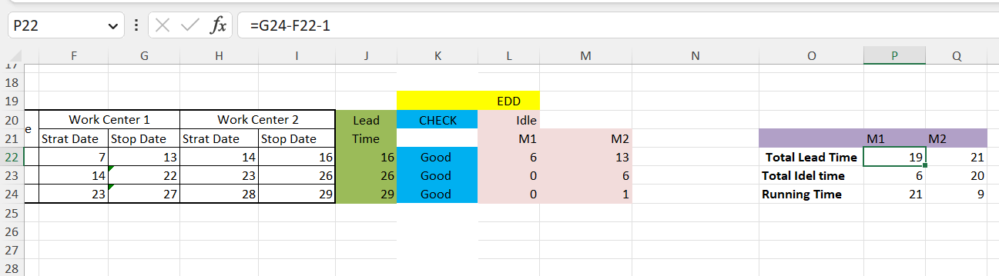 P22 fx =G24-F22-1
F G H I J K L M N O P Q
17
18
19 EDD
20 e Work Center 1 Work Center 2 Lead CHECK Idle
21 Strat Date Stop Date Strat Date Stop Date Time M1 M2 M1 M2
22 7 13 14 16 16 Good 6 13 Total Lead Time 19 21
23 14 22 23 26 26 Good 0 6 Total Idel time 6 20
24 23 27 28 29 29 Good 0 1 Running Time 21 9
25
26
27
28